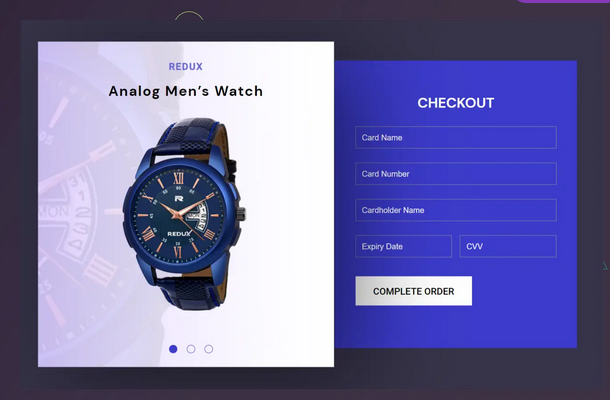 REDUX
Analog Men's Watch
R
REDUX
CHECKOUT
Card Name
Card Number
Cardholder Name
Expiry Date
CVV
COMPLETE ORDER